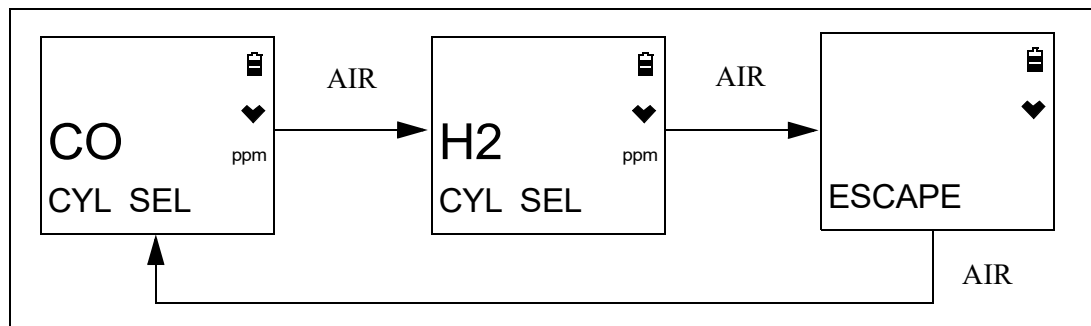 CO
ppm
CYL SEL
AIR
H2
ppm
CYL SEL
AIR
ESCAPE
AIR